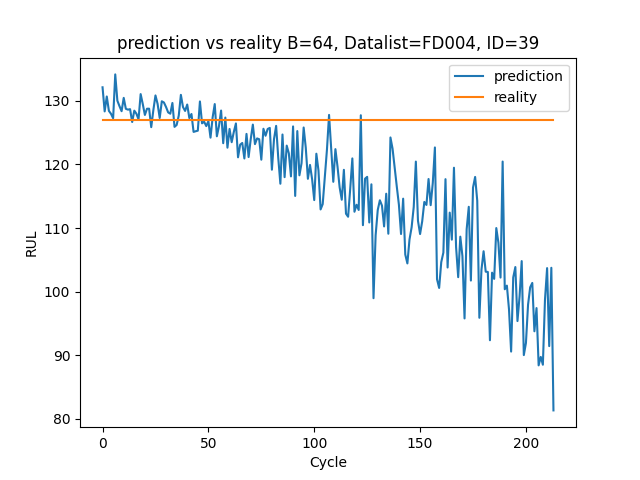 prediction vs reality B=64, Datalist=FD004, ID=39
prediction
reality
RUL
130
120
110
100
90
80
0 50 100 150 200
Cycle